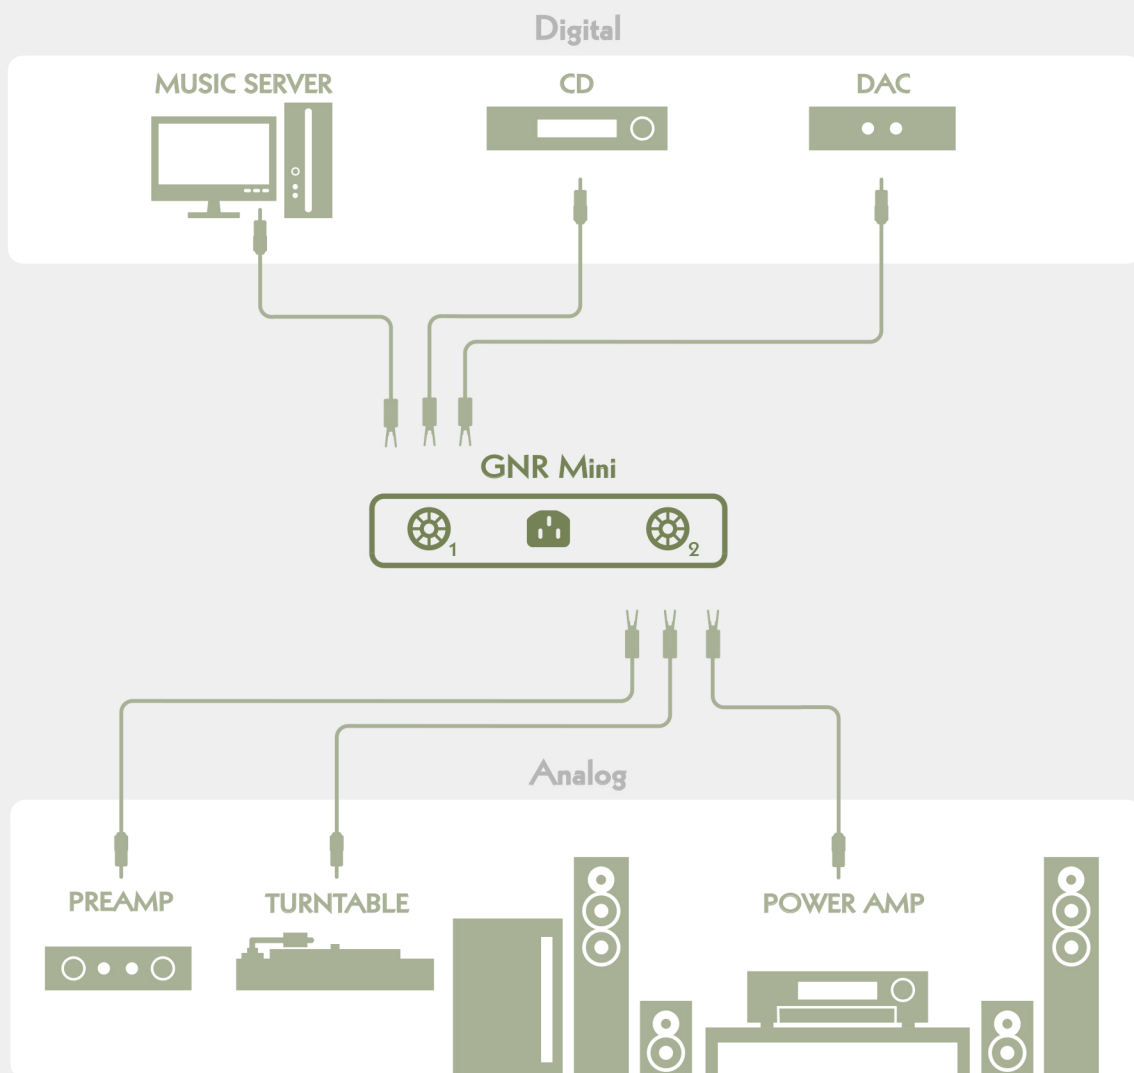 Digital
MUSIC SERVER
CD
DAC
GNR Mini
1
2
Analog
PREAMP
TURNTABLE
POWER AMP